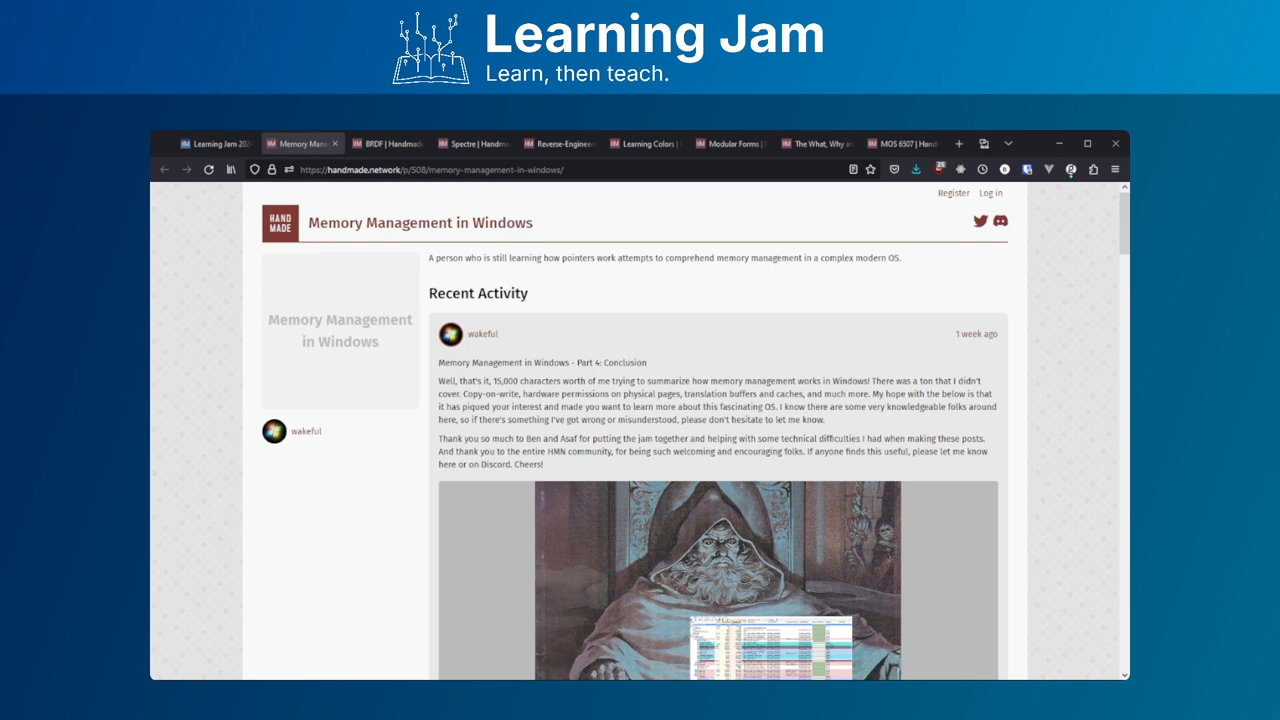 Learning Jam
Learn, then teach.
Learning Jam 202
Memory Mana
BRDF | Handmade
Spectre | Handm
Reverse-Engineer
Learning Colors |
Modular Forms |
The What, Why an
MOS 6507 | Hand
https://handmade.network/p/508/memory-management-in-windows/
25
Register Log in
HAND
MADE
Memory Management in Windows
A person who is still learning how pointers work attempts to comprehend memory management in a complex modern OS.
Memory Management
in Windows
wakeful
Recent Activity
wakeful
1 week ago
Memory Management in Windows - Part 4: Conclusion
Well, that's it, 15,000 characters worth of me trying to summarize how memory management works in Windows! There was a ton that I didn't
cover. Copy-on-write, hardware permissions on physical pages, translation buffers and caches, and much more. My hope with the below is that
it has piqued your interest and made you want to learn more about this fascinating OS. I know there are some very knowledgeable folks around
here, so if there's something I've got wrong or misunderstood, please don't hesitate to let me know.
Thank you so much to Ben and Asaf for putting the jam together and helping with some technical difficulties I had when making these posts.
And thank you to the entire HMN community, for being such welcoming and encouraging folks. If anyone finds this useful, please let me know
here or on Discord. Cheers!